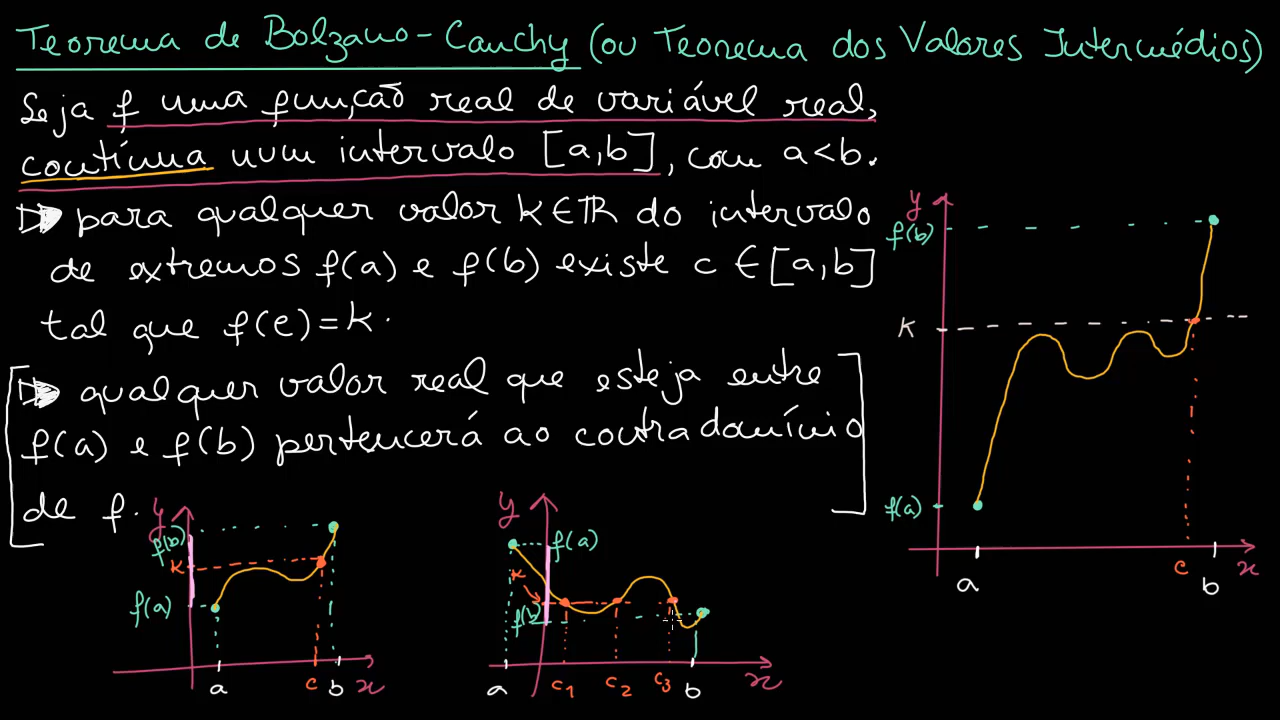 Teorema de Bolzano-Cauchy (ou Teorema dos Valores Intermédios)
Seja f uma função real de variável real,
contínua num intervalo [a,b], com a<b.
para qualquer valor K∈ℝ do intervalo
de extremos f(a) e f(b) existe c ∈ [a,b]
tal que f(c)=k.
qualquer valor real que esteja entre
f(a) e f(b) pertencerá ao contradomínio
de f.
y
f(b)
K
f(a)
a
c
b
x
y
f(a)
K
f(b)
a
c₁
c₂
c₃
b
x
y
f(b)
K
f(a)
a
c
b
x